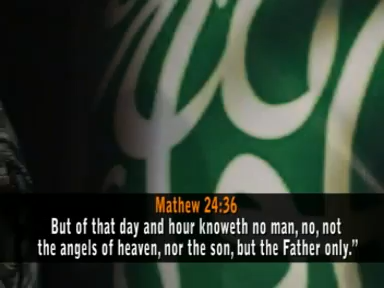 Mathew 24:36
But of that day and hour knoweth no man, no, not
the angels of heaven, nor the son, but the Father only.”